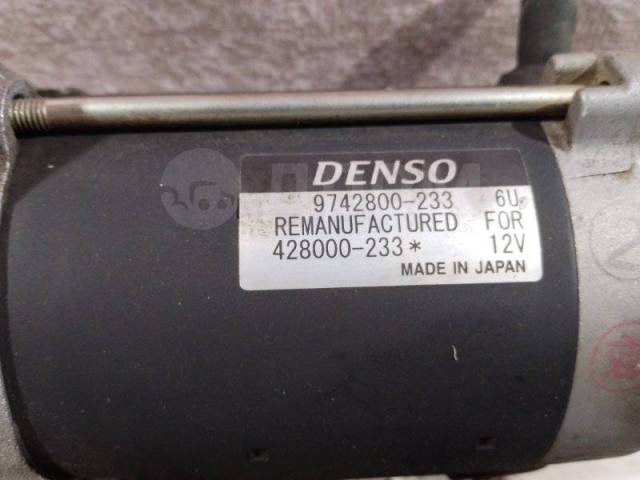 DENSO
9742800-233 6U
REMANUFACTURED FOR
428000-233* 12V
MADE IN JAPAN